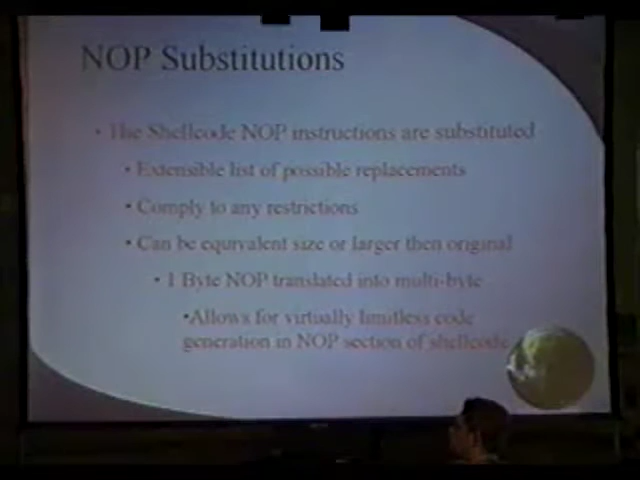 NOP Substitutions
• The Shellcode NOP instructions are substituted
• Extensible list of possible replacements
• Comply to any restrictions
• Can be equivalent size or larger then original
• 1 Byte NOP translated into multi-byte
•Allows for virtually limitless code
generation in NOP section of shellcode